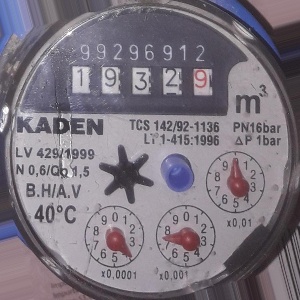 99296912
19329
m³
KADEN
TCS 142/92-1136 PN16bar
LT 1-415:1996 ΔP 1bar
LV 429/1999
N 0,6/Qn 1,5
B.H/A.V
40°C
x0,01
x0,0001
x0,001